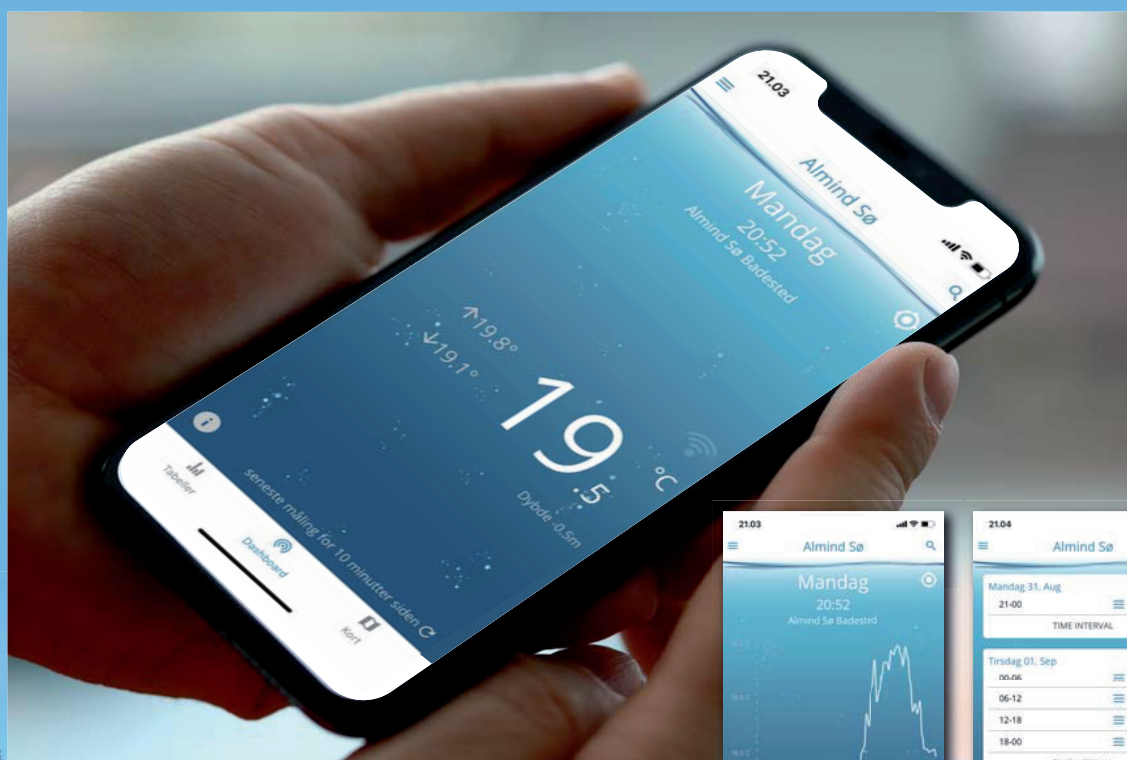 21.03
Almind Sø
Mandag
20:52
Almind Sø Badested
↑19.8°
↓19.1°
19.5 °C
Dybde -0.5m
seneste måling for 10 minutter siden
Tabeller
Dashboard
Kort
21.03
Almind Sø
Mandag
20:52
Almind Sø Badested
21.04
Almind Sø
Mandag 31. Aug
21-00
TIME INTERVAL
Tirsdag 01. Sep
00-06
06-12
12-18
18-00